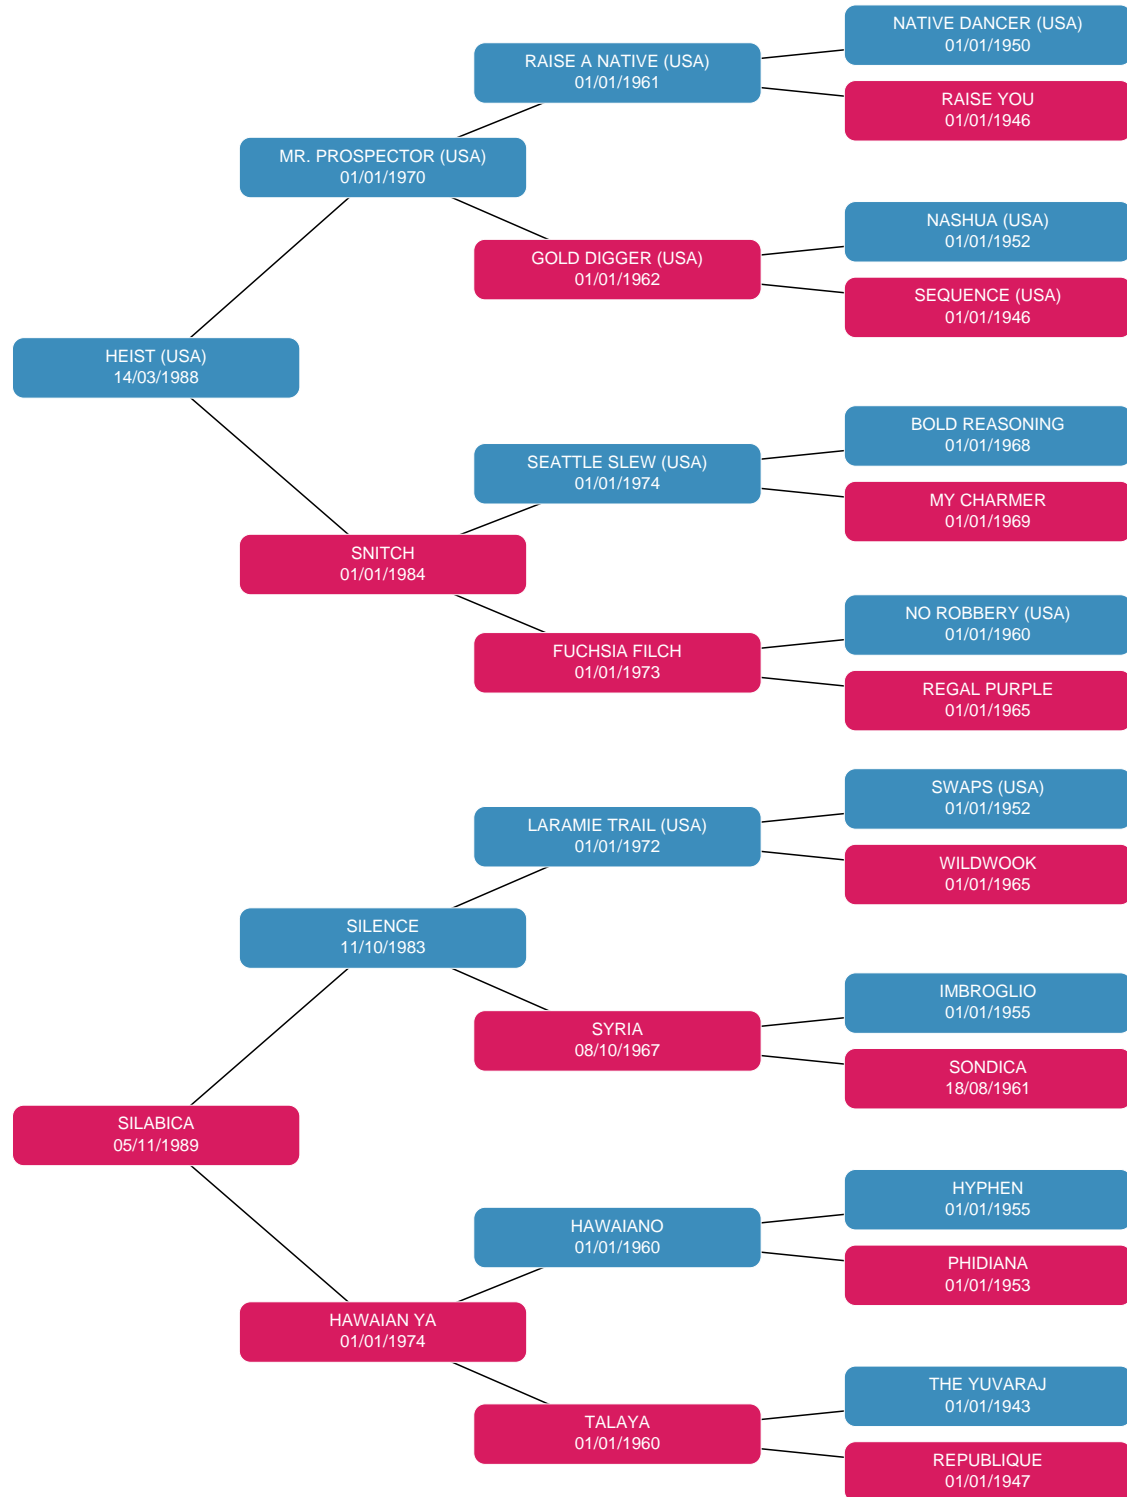 NATIVE DANCER (USA)
01/01/1950
RAISE A NATIVE (USA)
01/01/1961
RAISE YOU
01/01/1946
MR. PROSPECTOR (USA)
01/01/1970
NASHUA (USA)
01/01/1952
GOLD DIGGER (USA)
01/01/1962
SEQUENCE (USA)
01/01/1946
HEIST (USA)
14/03/1988
BOLD REASONING
01/01/1968
SEATTLE SLEW (USA)
01/01/1974
MY CHARMER
01/01/1969
SNITCH
01/01/1984
NO ROBBERY (USA)
01/01/1960
FUCHSIA FILCH
01/01/1973
REGAL PURPLE
01/01/1965
SWAPS (USA)
01/01/1952
LARAMIE TRAIL (USA)
01/01/1972
WILDWOOK
01/01/1965
SILENCE
11/10/1983
IMBROGLIO
01/01/1955
SYRIA
08/10/1967
SONDICA
18/08/1961
SILABICA
05/11/1989
HYPHEN
01/01/1955
HAWAIANO
01/01/1960
PHIDIANA
01/01/1953
HAWAIAN YA
01/01/1974
THE YUVARAJ
01/01/1943
TALAYA
01/01/1960
REPUBLIQUE
01/01/1947